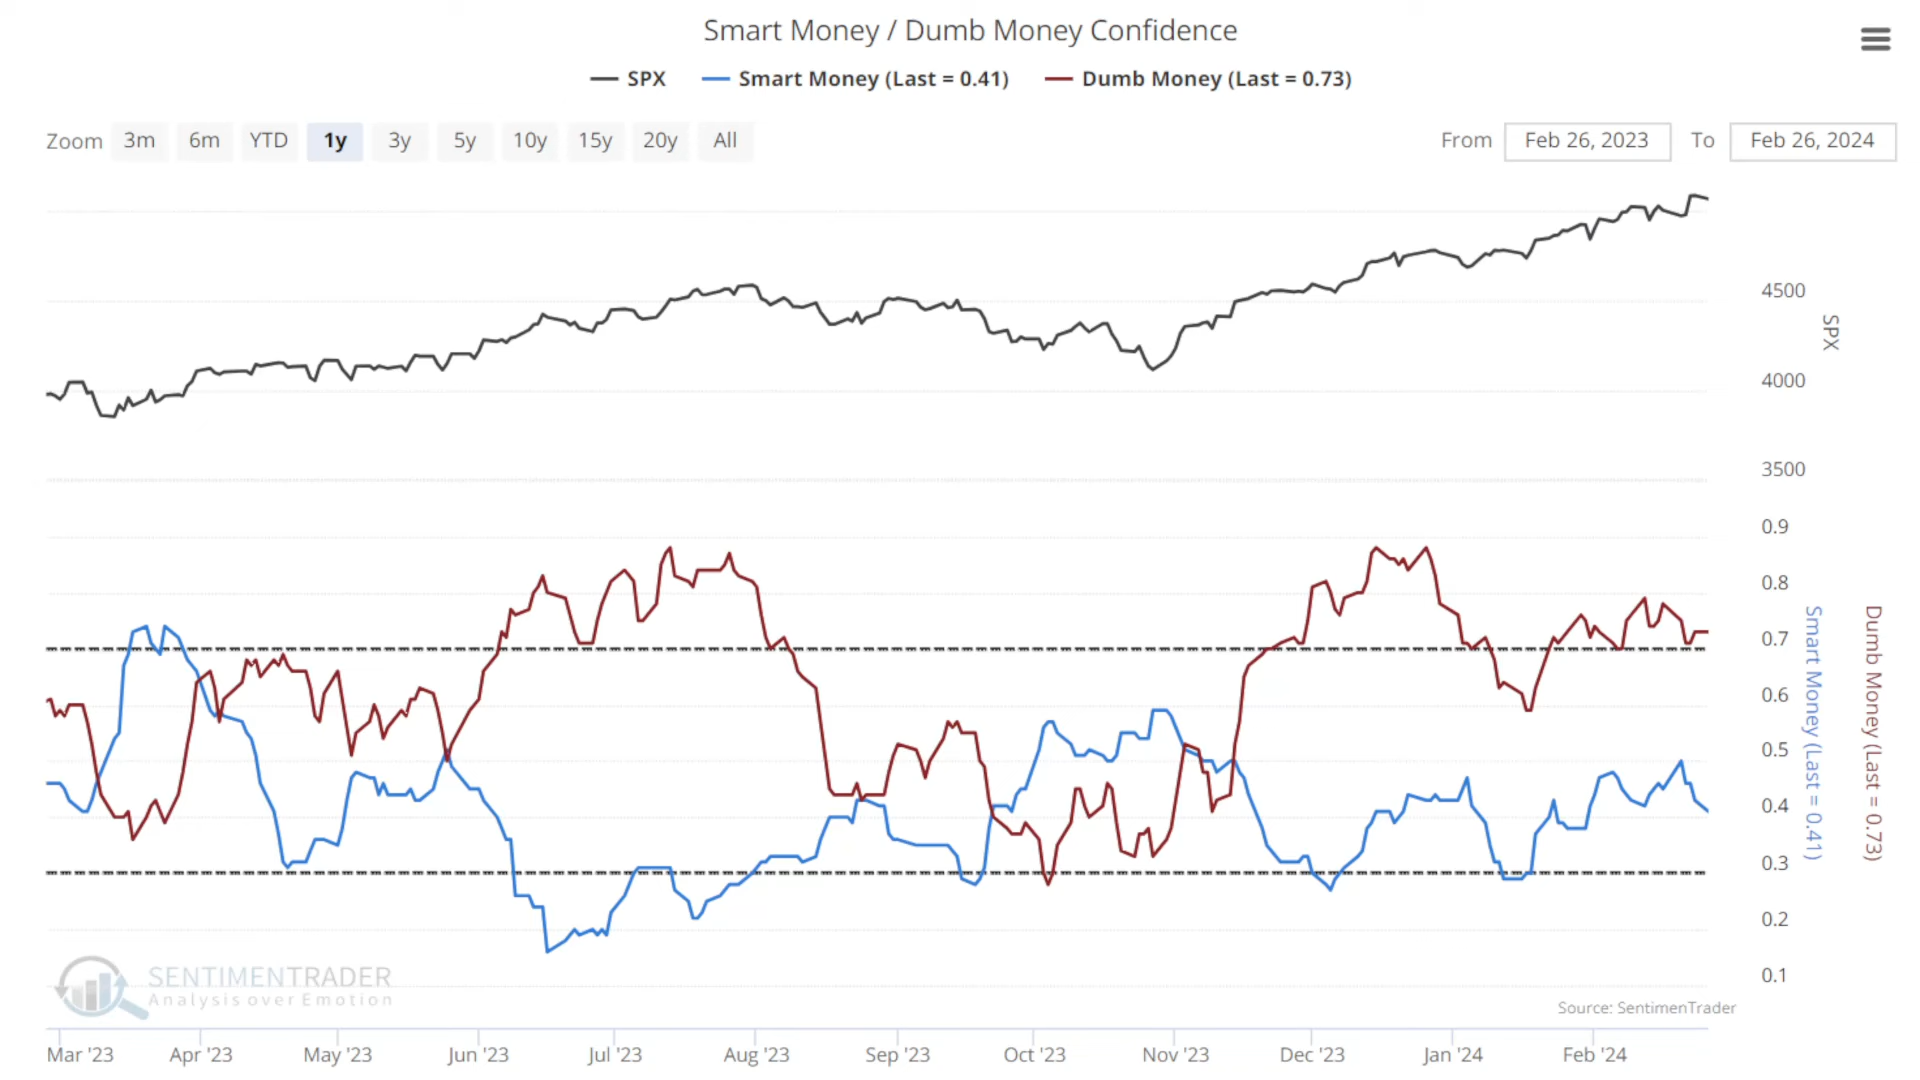 Smart Money / Dumb Money Confidence
SPX Smart Money (Last = 0.41) Dumb Money (Last = 0.73)
Zoom 3m 6m YTD 1y 3y 5y 10y 15y 20y All From Feb 26, 2023 To Feb 26, 2024
4500
4000
3500
SPX
0.9
0.8
0.7
0.6
0.5
0.4
0.3
0.2
0.1
Smart Money (Last = 0.41)
Dumb Money (Last = 0.73)
SENTIMENTRADER
Analysis over Emotion
Source: SentimenTrader
Mar '23 Apr '23 May '23 Jun '23 Jul '23 Aug '23 Sep '23 Oct '23 Nov '23 Dec '23 Jan '24 Feb '24